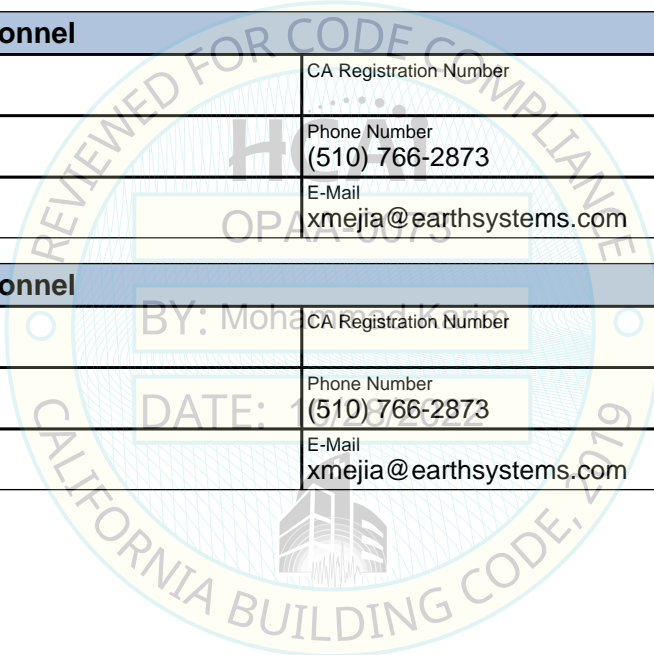 onnel
CA Registration Number
Phone Number
(510) 766-2873
E-Mail
xmejia@earthsystems.com
onnel
CA Registration Number
Phone Number
(510) 766-2873
E-Mail
xmejia@earthsystems.com
REVIEWED FOR CODE COMPLIANCE
HCAi
OPAA-0073
BY: Mohammad Karim
DATE: 10/28/2022
CALIFORNIA BUILDING CODE, 2019